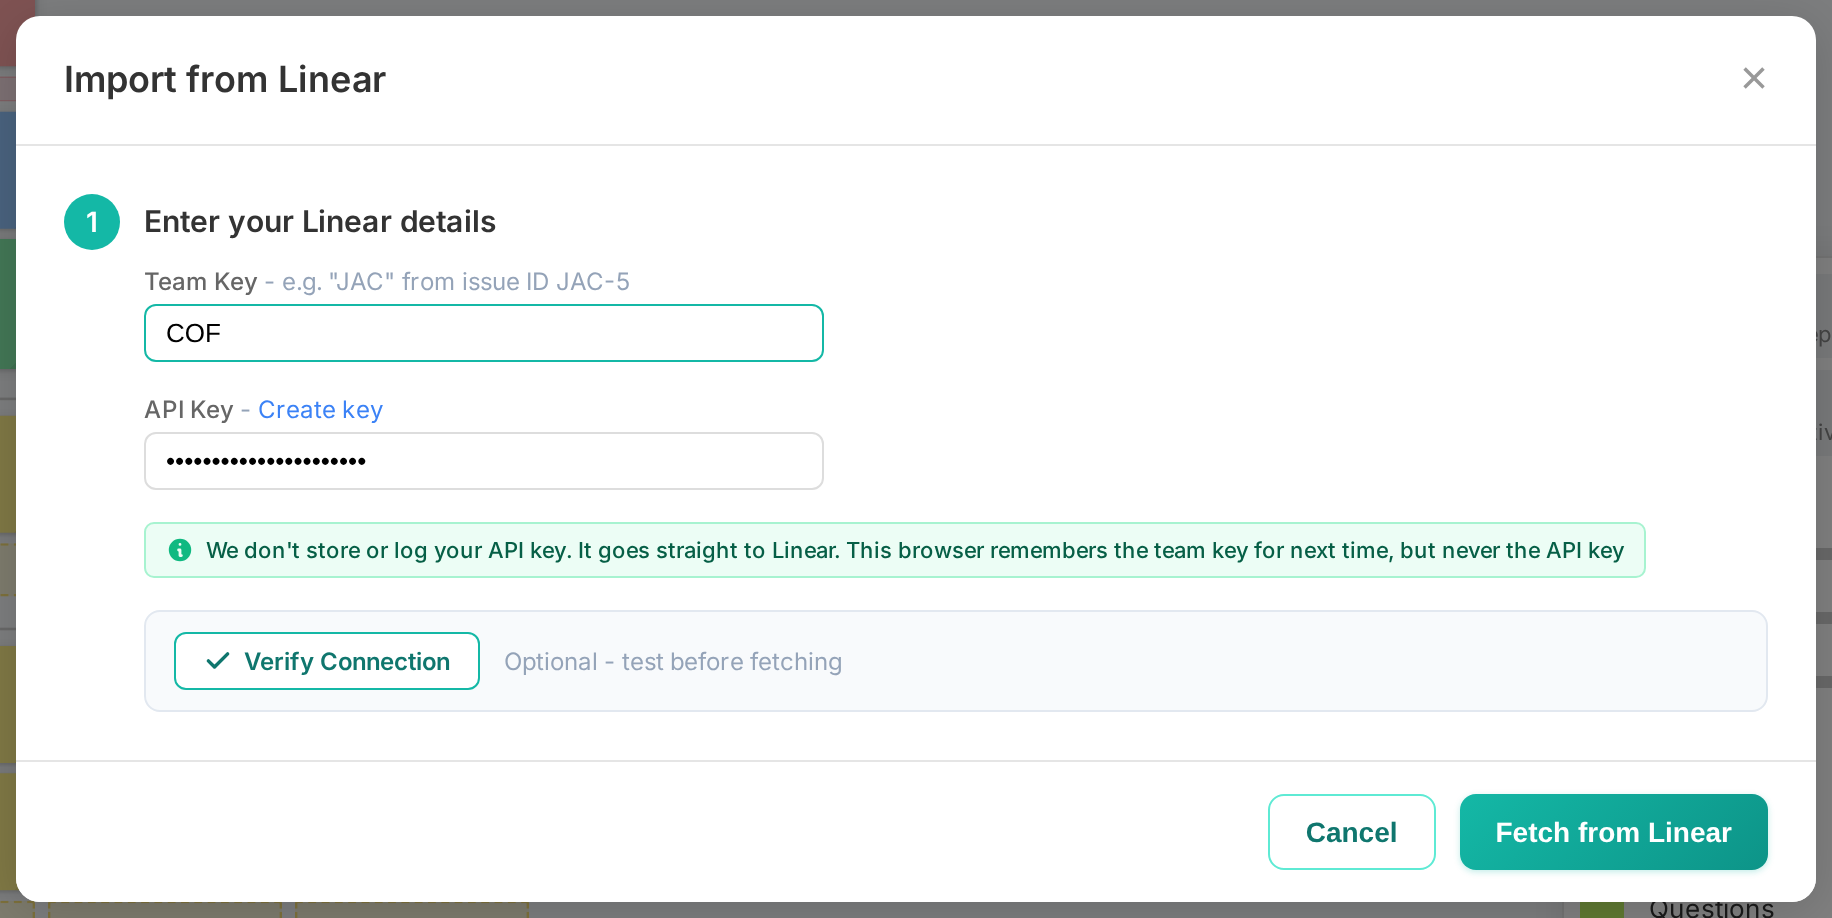 Import from Linear
1
Enter your Linear details
Team Key - e.g. "JAC" from issue ID JAC-5
COF
API Key - Create key
••••••••••••••••••••••
We don't store or log your API key. It goes straight to Linear. This browser remembers the team key for next time, but never the API key
Verify Connection
Optional - test before fetching
Cancel
Fetch from Linear
Questions